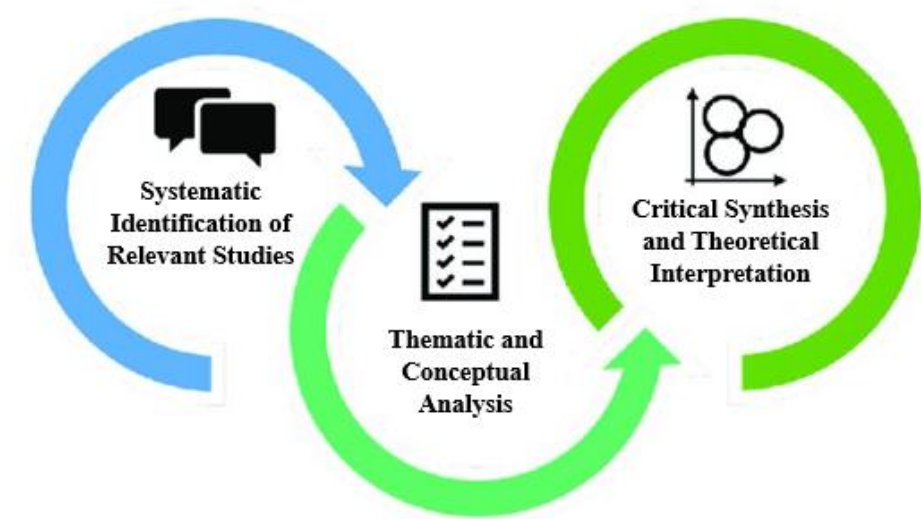 Systematic
Identification of
Relevant Studies
Thematic and
Conceptual
Analysis
Critical Synthesis
and Theoretical
Interpretation